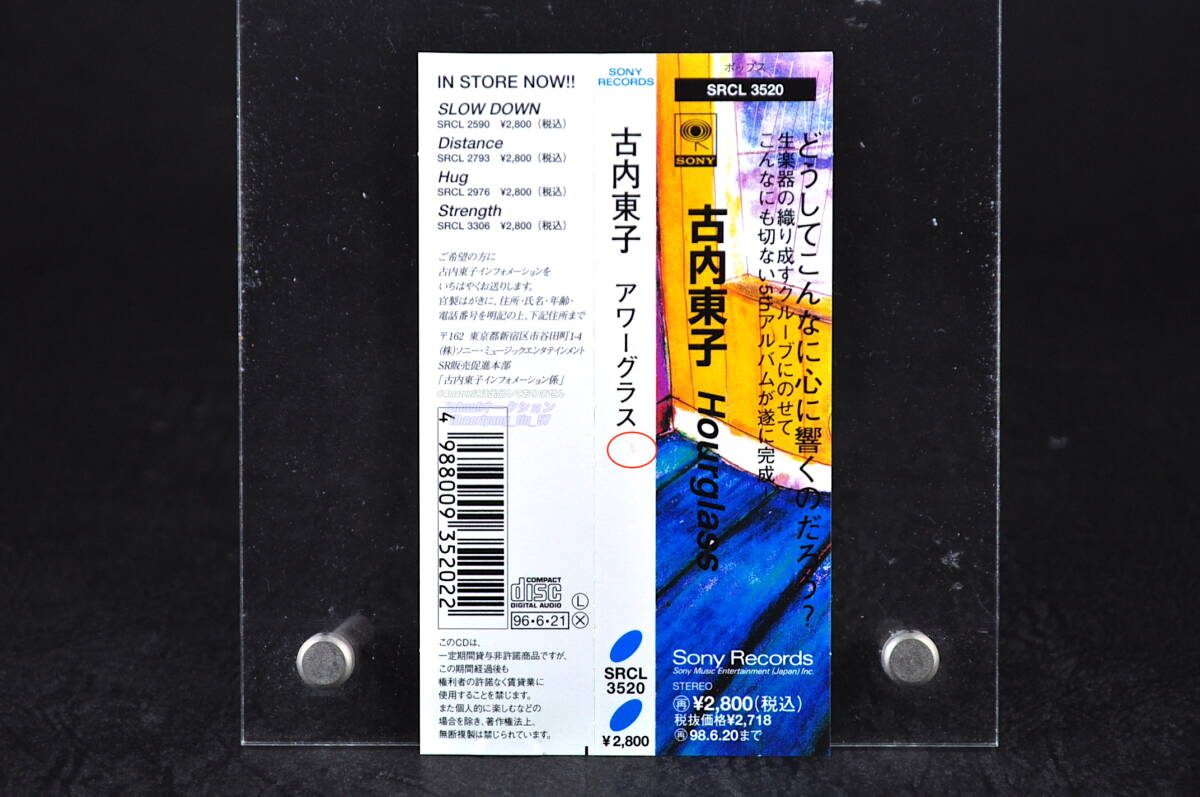 IN STORE NOW!!
SLOW DOWN
SRCL 2590 ¥2,800（税込）
Distance
SRCL 2793 ¥2,800（税込）
Hug
SRCL 2976 ¥2,800（税込）
Strength
SRCL 3306 ¥2,800（税込）
ご希望の方に
古内東子インフォメーションを
いちはやくお送りします。
官製はがきに、住所・氏名・年齢・
電話番号を明記の上、下記住所まで
〒162 東京都新宿区市谷田町1-4
(株)ソニー・ミュージックエンタテインメント
SR販売促進本部
「古内東子インフォメーション係」
4 988009 352022
COMPACT
disc
DIGITAL AUDIO
96・6・21
L
X
このCDは、
一定期間貸与非許諾商品ですが、
この期間経過後も
権利者の許諾なく賃貸業に
使用することを禁じます。
また個人的に楽しむなどの
場合を除き、著作権法上、
無断複製は禁じられています。
SONY
RECORDS
古内東子 アワーグラス
SRCL
3520
¥2,800
ポップス
SRCL 3520
SONY
どうしてこんなに心に響くのだろう?
生楽器の織り成すグルーブにのせて
こんなにも切ない5thアルバムが遂に完成!
古内東子 Hourglass
Sony Records
Sony Music Entertainment (Japan) Inc.
STEREO
再 ¥2,800(税込)
税抜価格¥2,718
再 98.6.20まで